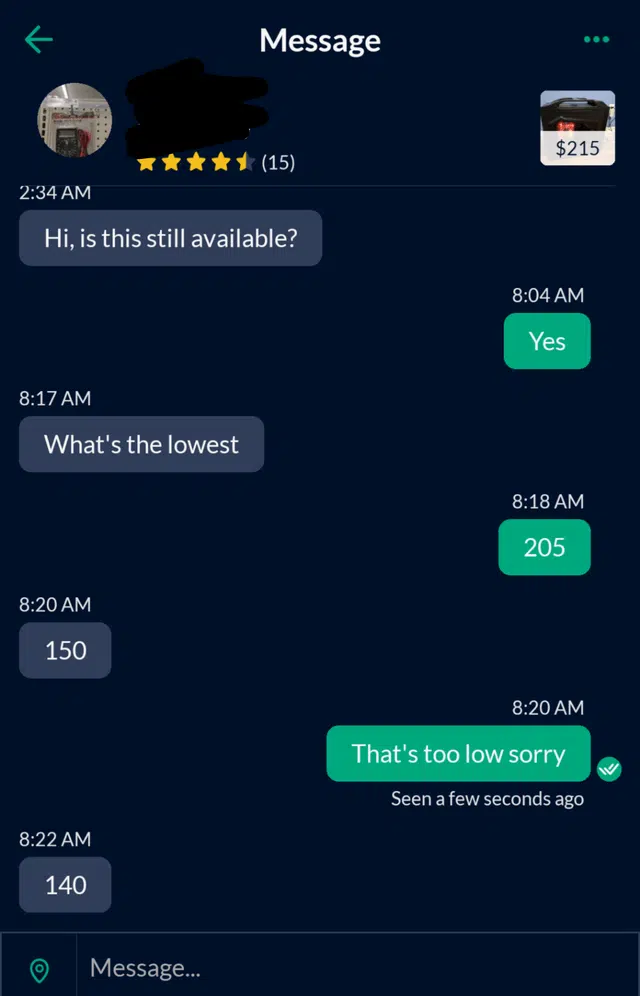 Message
(15)
$215
2:34 AM
Hi, is this still available?
8:04 AM
Yes
8:17 AM
What's the lowest
8:18 AM
205
8:20 AM
150
8:20 AM
That's too low sorry
Seen a few seconds ago
8:22 AM
140
Message...